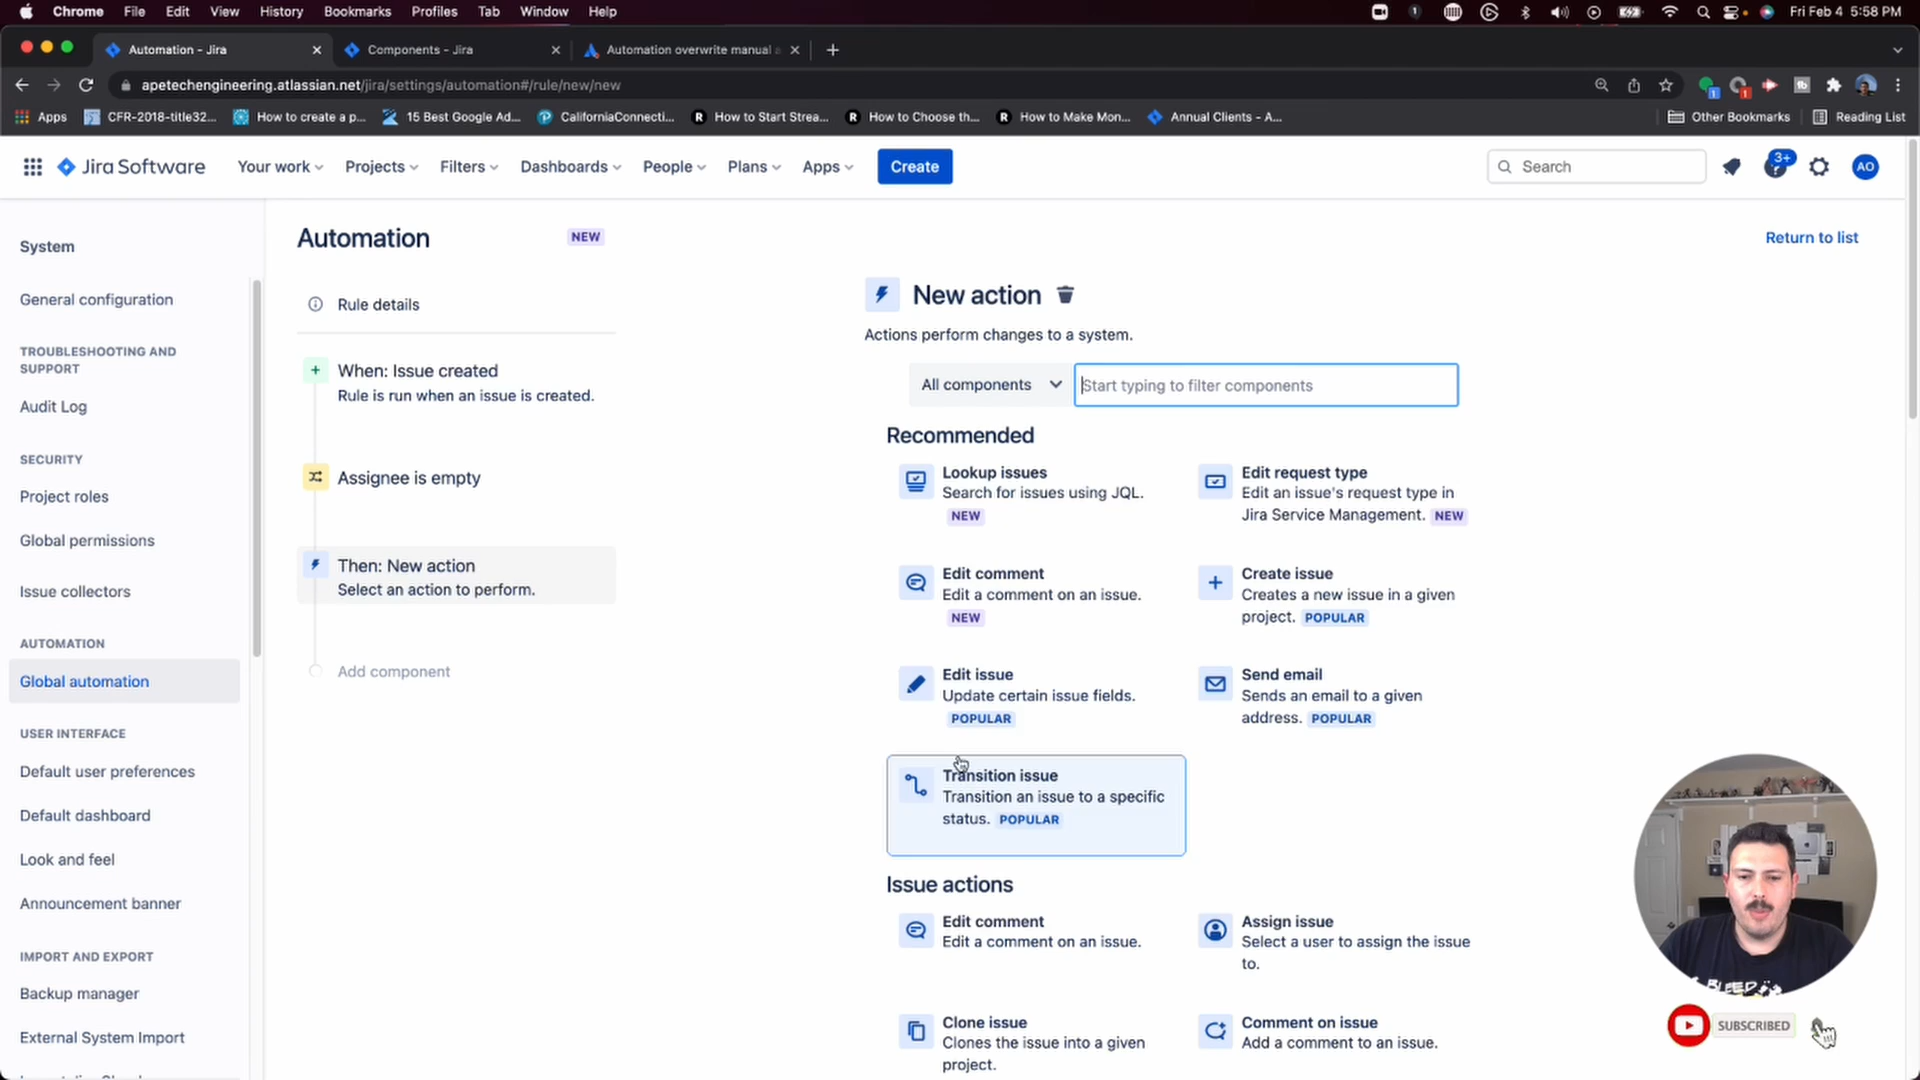 Chrome File Edit View History Bookmarks Profiles Tab Window Help Fri Feb 4 5:58 PM
Automation - Jira
Components - Jira
Automation overwrite manual
apetechengineering.atlassian.net/jira/settings/automation#/rule/new/new
Apps CFR-2018-title32... How to create a p... 15 Best Google Ad... CaliforniaConnecti... How to Start Strea... How to Choose th... How to Make Mon... Annual Clients - A... Other Bookmarks Reading List
Jira Software Your work Projects Filters Dashboards People Plans Apps Create Search 3+ AO
System
General configuration
TROUBLESHOOTING AND
SUPPORT
Audit Log
SECURITY
Project roles
Global permissions
Issue collectors
AUTOMATION
Global automation
USER INTERFACE
Default user preferences
Default dashboard
Look and feel
Announcement banner
IMPORT AND EXPORT
Backup manager
External System Import
Automation NEW
Return to list
Rule details
When: Issue created
Rule is run when an issue is created.
Assignee is empty
Then: New action
Select an action to perform.
Add component
New action
Actions perform changes to a system.
All components Start typing to filter components
Recommended
Lookup issues
Search for issues using JQL.
NEW
Edit request type
Edit an issue's request type in
Jira Service Management. NEW
Edit comment
Edit a comment on an issue.
NEW
Create issue
Creates a new issue in a given
project. POPULAR
Edit issue
Update certain issue fields.
POPULAR
Send email
Sends an email to a given
address. POPULAR
Transition issue
Transition an issue to a specific
status. POPULAR
Issue actions
Edit comment
Edit a comment on an issue.
Assign issue
Select a user to assign the issue
to.
Clone issue
Clones the issue into a given
project.
Comment on issue
Add a comment to an issue.
SUBSCRIBED